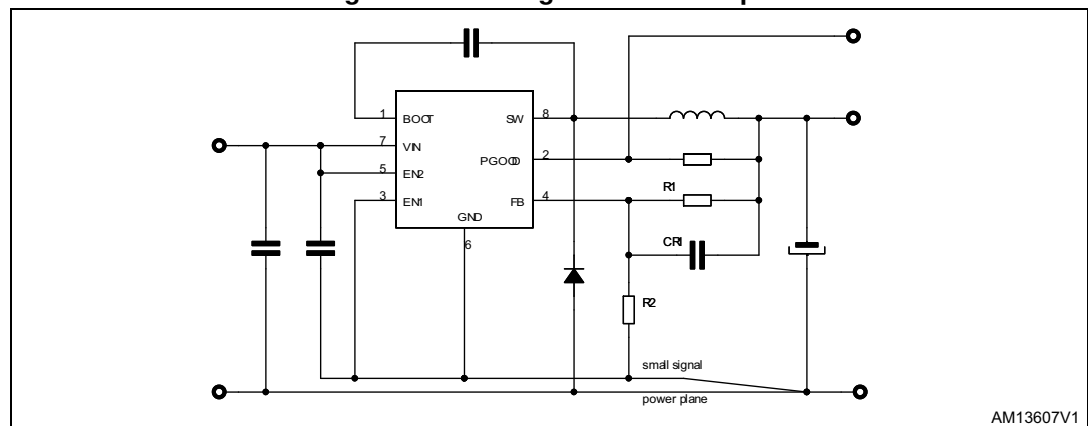 1 BOOT SW 8
7 VIN
PGOOD 2
5 EN2
R1
3 EN1 FB 4
GND
6
CR1
R2
small signal
power plane
AM13607V1